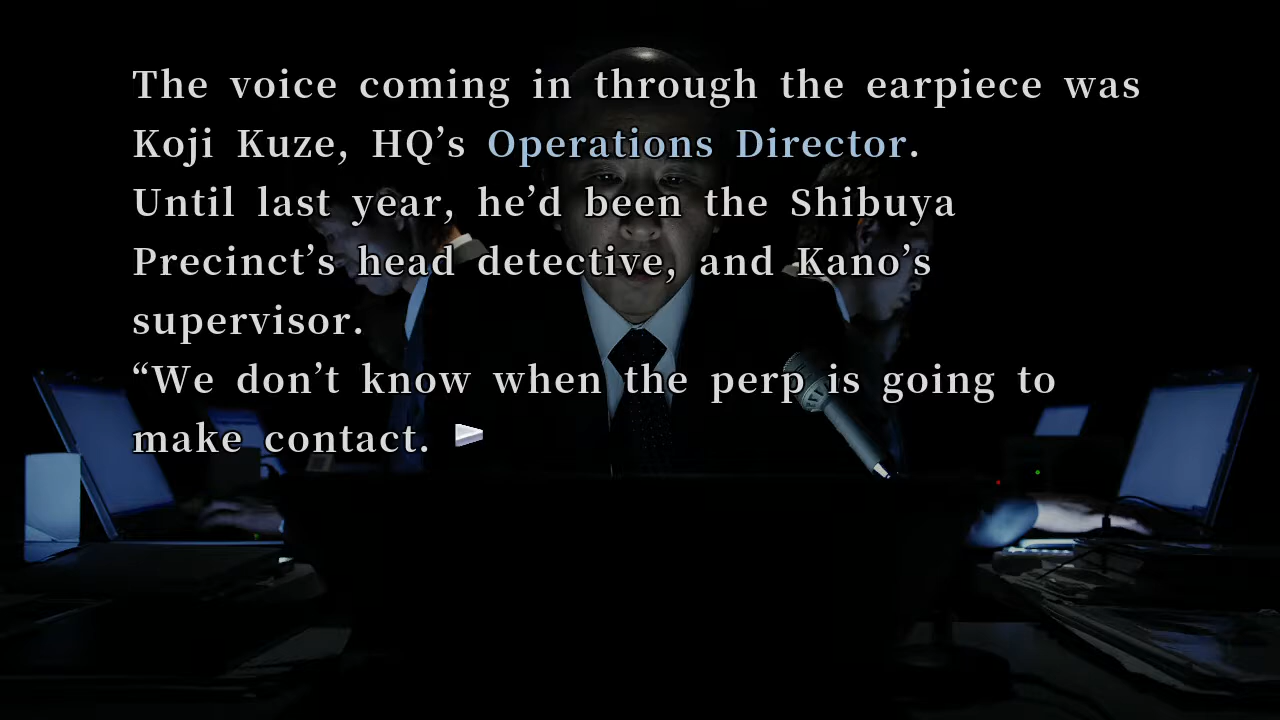 The voice coming in through the earpiece was
Koji Kuze, HQ’s Operations Director.
Until last year, he’d been the Shibuya
Precinct’s head detective, and Kano’s
supervisor.
“We don’t know when the perp is going to
make contact.